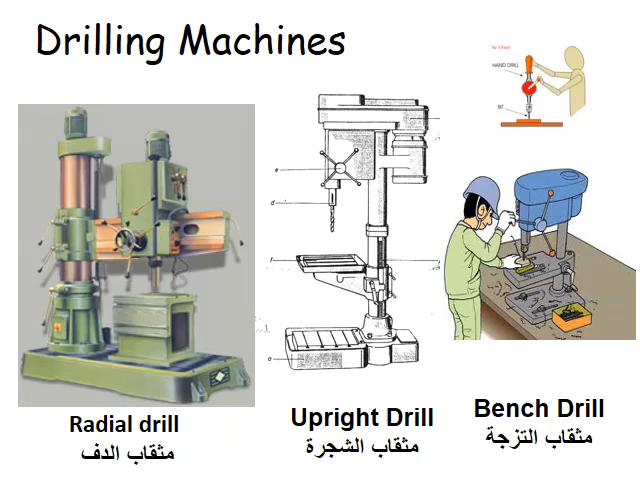 Drilling Machines
HAND DRILL
BIT
e
d
f
a
Radial drill
مثقاب الدف
Upright Drill
مثقاب الشجرة
Bench Drill
مثقاب التزجة